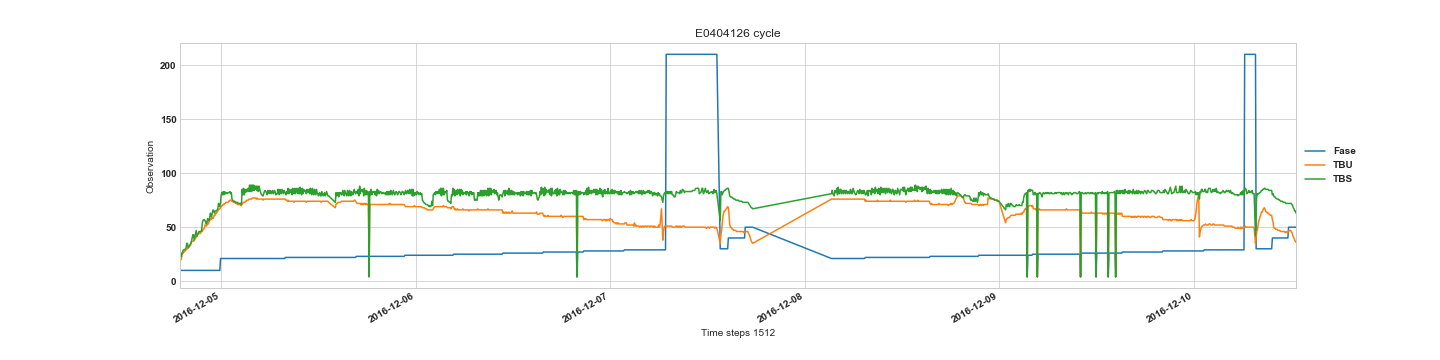 E0404126 cycle
200
150
100
50
0
Observation
2016-12-05
2016-12-06
2016-12-07
2016-12-08
2016-12-09
2016-12-10
Time steps 1512
Fase
TBU
TBS